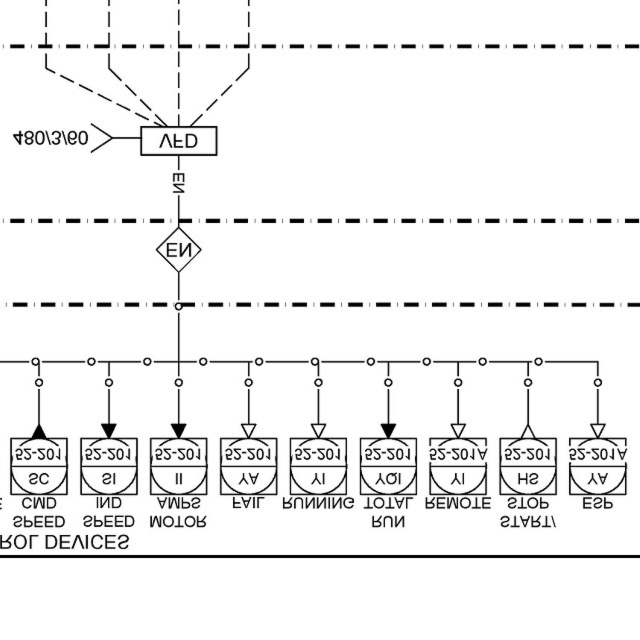 ROL DEVICES
SPEED
CMD
SC
52-201
SPEED
IND
SI
52-201
MOTOR
AMPS
II
52-201
FAIL
YA
52-201
RUNNING
YI
52-201
RUN
TOTAL
YQI
52-201
REMOTE
YI
52-201A
START/
STOP
HS
52-201
ESP
YA
52-201A
EN
EN
VFD
480/3/60